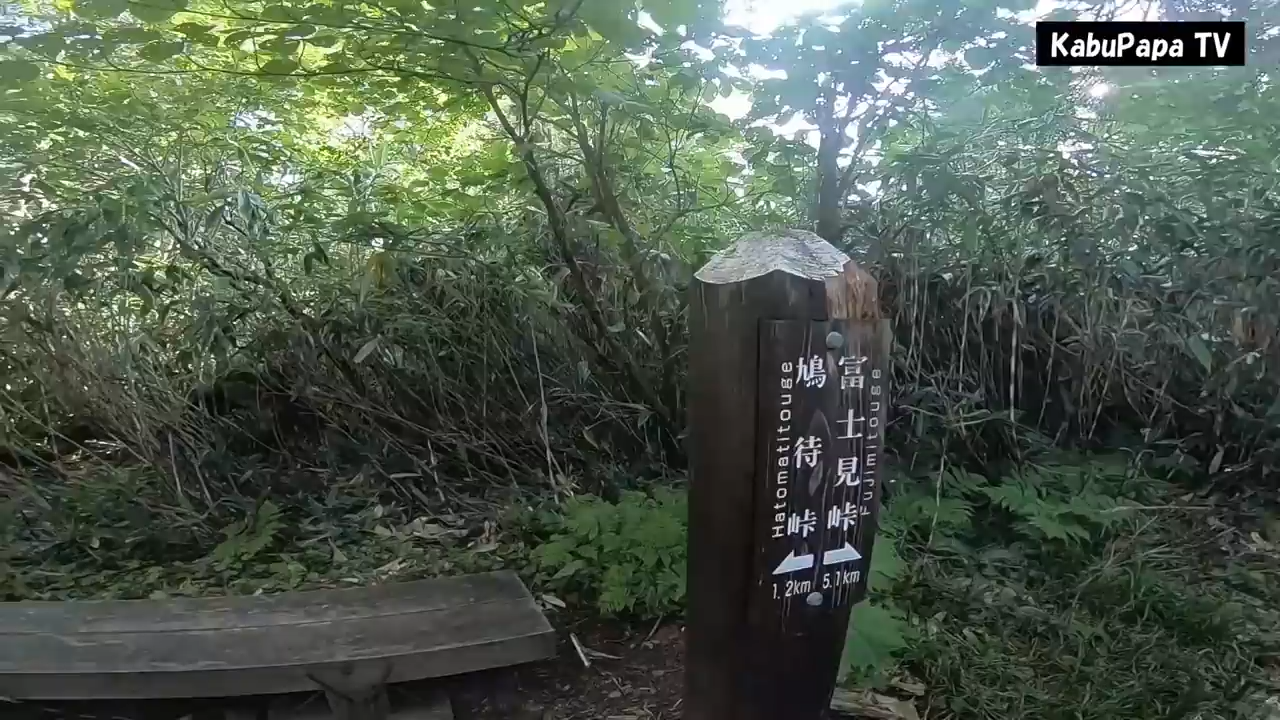 KabuPapa TV
富士見峠
Fujimitouge
5.1km
鳩待峠
Hatomatitouge
1.2km